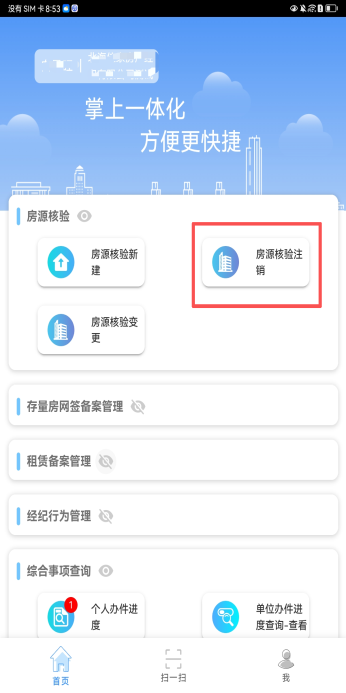 没有 SIM 卡 8:53
掌上一体化
方便更快捷
房源核验
房源核验新
建
房源核验注
销
房源核验变
更
存量房网签备案管理
租赁备案管理
经纪行为管理
综合事项查询
1
个人办件进
度
单位办件进
度查询-查看
首页
扫一扫
我